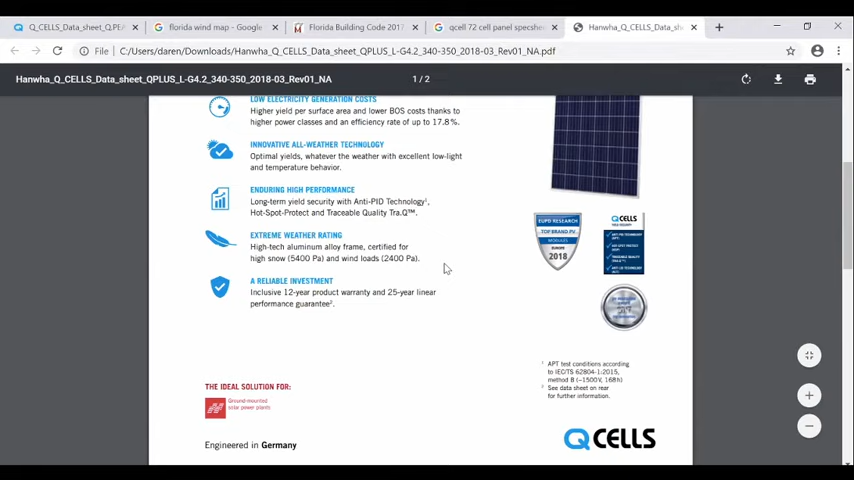 Q_CELLS_Data_sheet_Q.PE
florida wind map - Google
Florida Building Code 2017
qcell 72 cell panel specshe
Hanwha_Q_CELLS_Data_sheet
File
C:/Users/daren/Downloads/Hanwha_Q_CELLS_Data_sheet_QPLUS_L-G4.2_340-350_2018-03_Rev01_NA.pdf
Hanwha_Q_CELLS_Data_sheet_QPLUS_L-G4.2_340-350_2018-03_Rev01_NA
1 / 2
LOW ELECTRICITY GENERATION COSTS
Higher yield per surface area and lower BOS costs thanks to
higher power classes and an efficiency rate of up to 17.8%.
INNOVATIVE ALL-WEATHER TECHNOLOGY
Optimal yields, whatever the weather with excellent low-light
and temperature behavior.
ENDURING HIGH PERFORMANCE
Long-term yield security with Anti-PID Technology¹,
Hot-Spot-Protect and Traceable Quality Tra.Q™.
EXTREME WEATHER RATING
High-tech aluminum alloy frame, certified for
high snow (5400 Pa) and wind loads (2400 Pa).
A RELIABLE INVESTMENT
Inclusive 12-year product warranty and 25-year linear
performance guarantee².
EUPD RESEARCH
TOP BRAND PV
MODULES
EUROPE
2018
Q CELLS
¹ APT test conditions according
to IEC/TS 62804-1:2015,
method B (−1500V, 168h)
² See data sheet on rear
for further information.
THE IDEAL SOLUTION FOR:
Ground-mounted
solar power plants
Engineered in Germany
Q CELLS